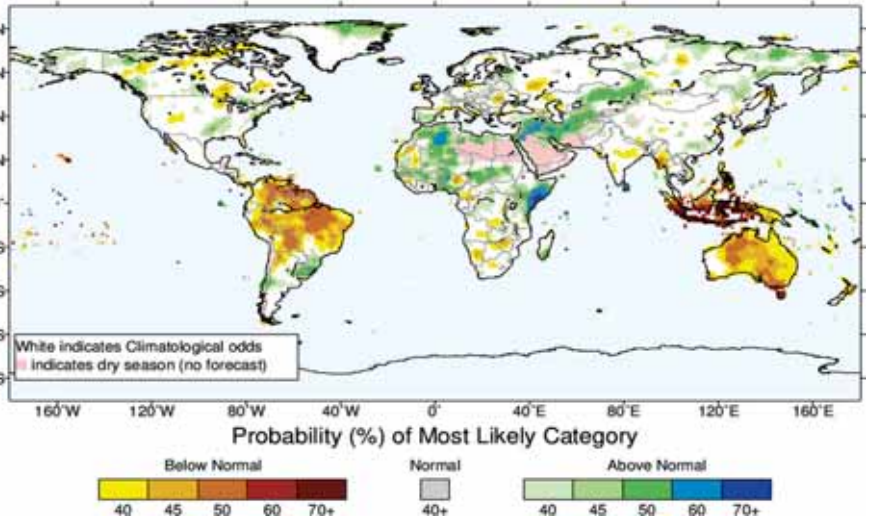 White indicates Climatological odds
indicates dry season (no forecast)
160°W 120°W 80°W 40°W 0° 40°E 80°E 120°E 160°E
Probability (%) of Most Likely Category
Below Normal Normal Above Normal
40 45 50 60 70+ 40+ 40 45 50 60 70+